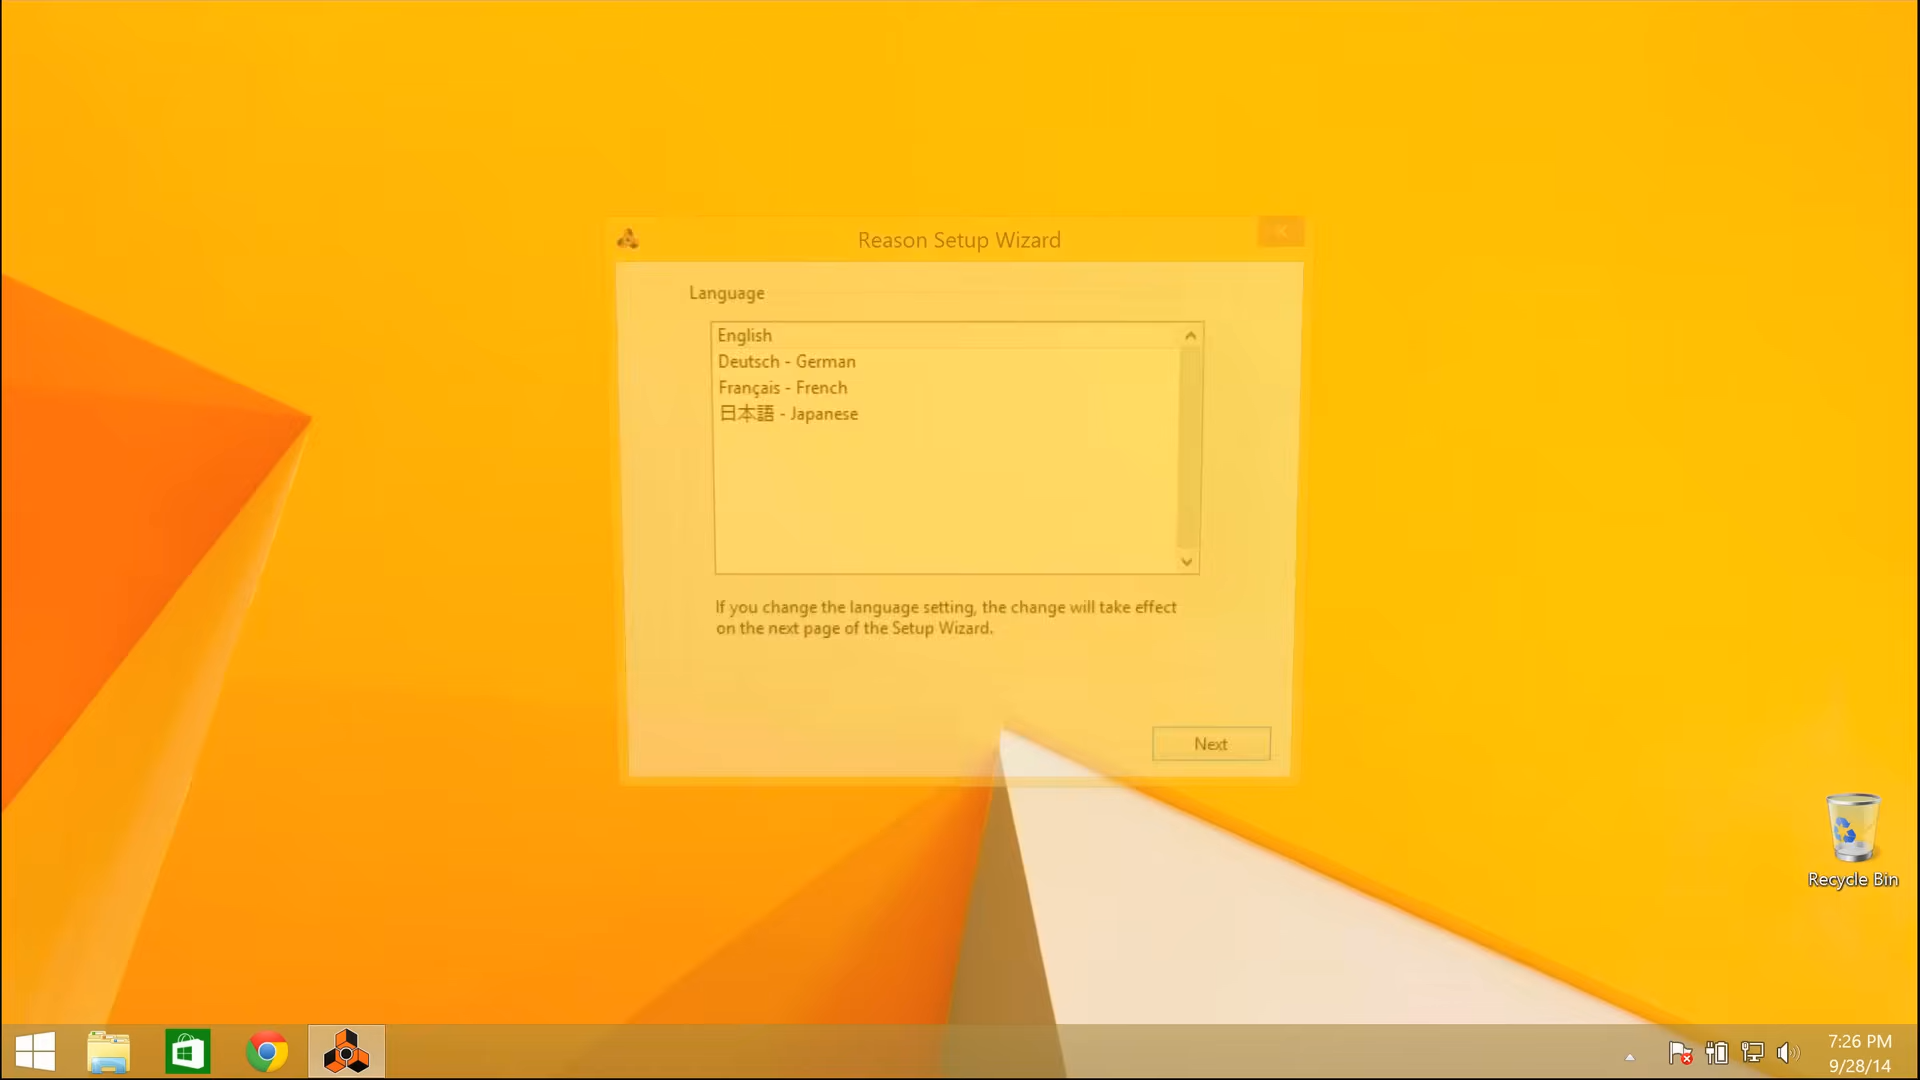 Reason Setup Wizard
Language
English
Deutsch - German
Français - French
日本語 - Japanese
If you change the language setting, the change will take effect
on the next page of the Setup Wizard.
Next
Recycle Bin
7:26 PM
9/28/14